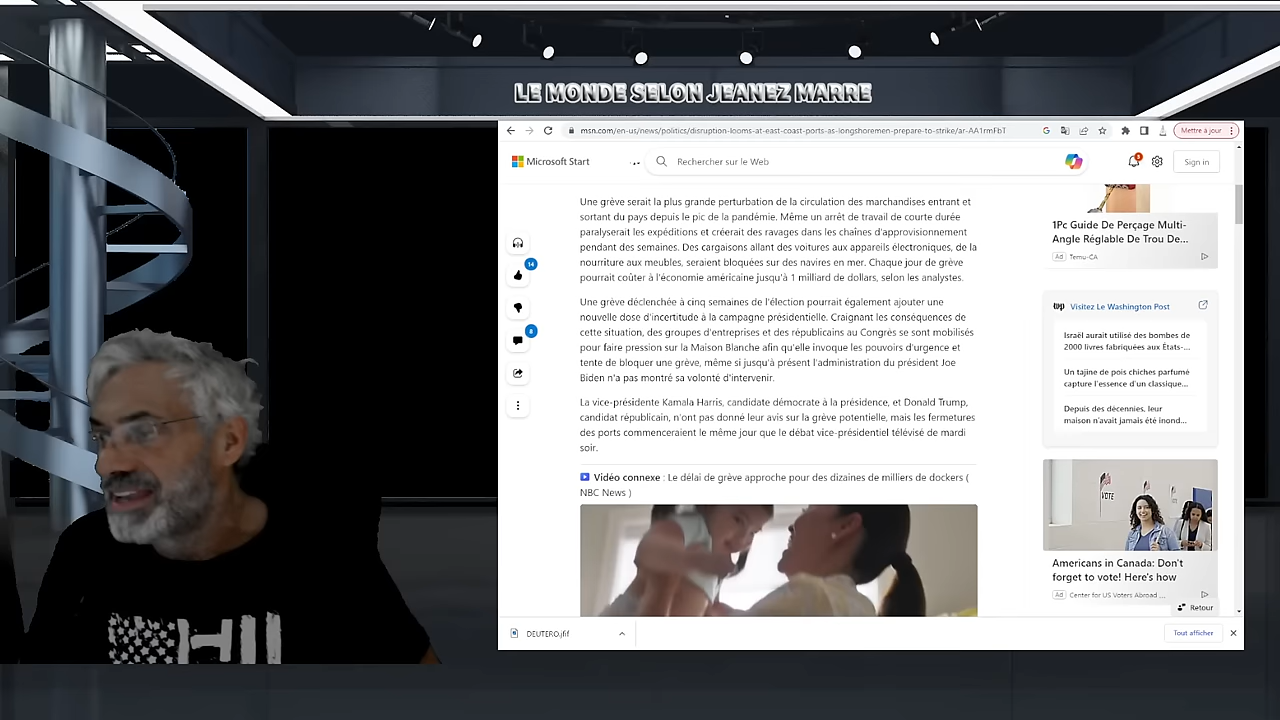 LE MONDE SELON JEANEZ MARRE
msn.com/en-us/news/politics/disruption-looms-at-east-coast-ports-as-longshoremen-prepare-to-strike/ar-AA1rmFbT
Mettre à jour
Microsoft Start
Rechercher sur le Web
3
Sign in
Une grève serait la plus grande perturbation de la circulation des marchandises entrant et
sortant du pays depuis le pic de la pandémie. Même un arrêt de travail de courte durée
paralyserait les expéditions et créerait des ravages dans les chaînes d'approvisionnement
pendant des semaines. Des cargaisons allant des voitures aux appareils électroniques, de la
nourriture aux meubles, seraient bloquées sur des navires en mer. Chaque jour de grève
pourrait coûter à l'économie américaine jusqu'à 1 milliard de dollars, selon les analystes.
14
8
Une grève déclenchée à cinq semaines de l'élection pourrait également ajouter une
nouvelle dose d'incertitude à la campagne présidentielle. Craignant les conséquences de
cette situation, des groupes d'entreprises et des républicains au Congrès se sont mobilisés
pour faire pression sur la Maison Blanche afin qu'elle invoque les pouvoirs d'urgence et
tente de bloquer une grève, même si jusqu'à présent l'administration du président Joe
Biden n'a pas montré sa volonté d'intervenir.
La vice-présidente Kamala Harris, candidate démocrate à la présidence, et Donald Trump,
candidat républicain, n'ont pas donné leur avis sur la grève potentielle, mais les fermetures
des ports commenceraient le même jour que le débat vice-présidentiel télévisé de mardi
soir.
Vidéo connexe : Le délai de grève approche pour des dizaines de milliers de dockers (
NBC News )
1Pc Guide De Perçage Multi-
Angle Réglable De Trou De...
Ad Temu-CA
wp Visitez Le Washington Post
Israël aurait utilisé des bombes de
2000 livres fabriquées aux États-...
Un tajine de pois chiches parfumé
capture l'essence d'un classique...
Depuis des décennies, leur
maison n'avait jamais été inond...
VOTE
Americans in Canada: Don't
forget to vote! Here's how
Ad Center for US Voters Abroad ...
Retour
DEUTERO.jfif
Tout afficher